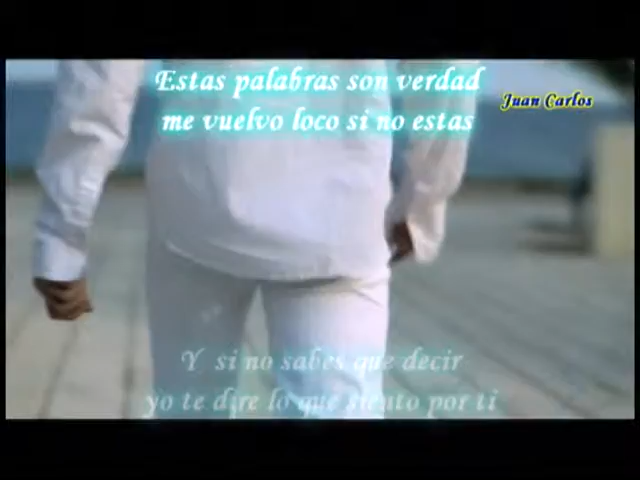 Estas palabras son verdad
me vuelvo loco si no estas
Juan Carlos
Y si no sabes que decir
yo te dire lo que siento por ti